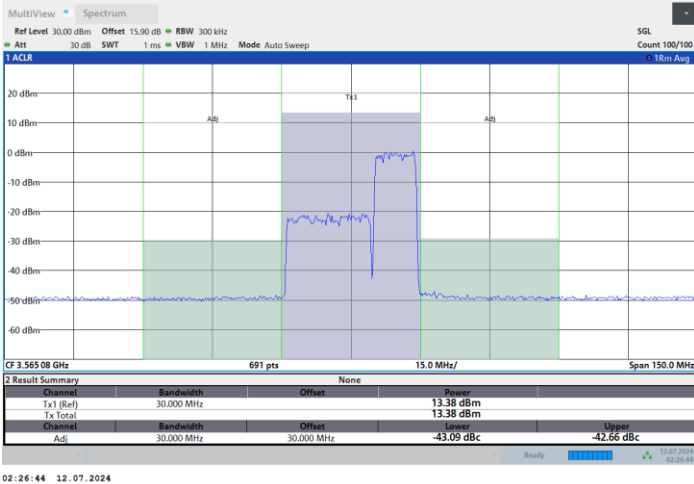 MultiView Spectrum
Ref Level 30.00 dBm Offset 15.90 dB RBW 300 kHz SGL
Att 30 dB SWT 1 ms VBW 1 MHz Mode Auto Sweep Count 100/100
1 ACLR 1Rm Avg
20 dBm
Tx1
10 dBm
Adj Adj
0 dBm
-10 dBm
-20 dBm
-30 dBm
-40 dBm
-50 dBm
-60 dBm
CF 3.565 08 GHz 691 pts 15.0 MHz/ Span 150.0 MHz
2 Result Summary None
Channel Bandwidth Offset Power
Tx1 (Ref) 30.000 MHz 13.38 dBm
Tx Total 13.38 dBm
Channel Bandwidth Offset Lower Upper
Adj 30.000 MHz 30.000 MHz -43.09 dBc -42.66 dBc
Ready 12.07.2024
02:26:44
02:26:44 12.07.2024